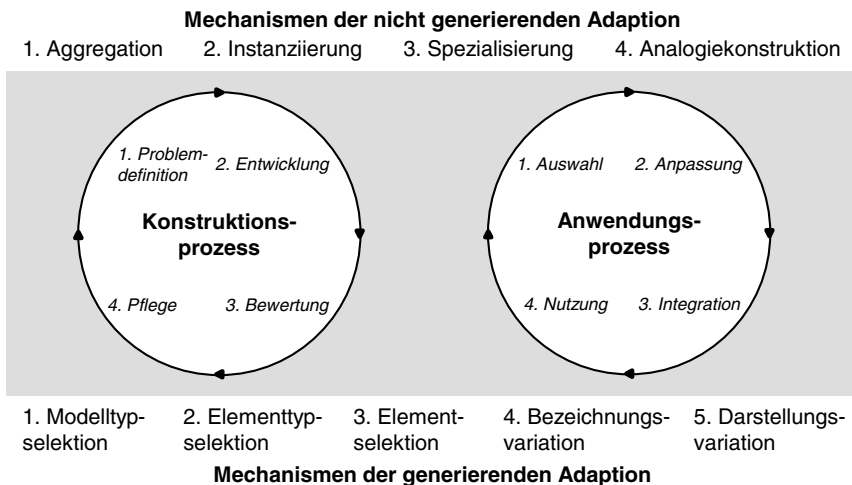 Mechanismen der nicht generierenden Adaption
1. Aggregation 2. Instanziierung 3. Spezialisierung 4. Analogiekonstruktion
1. Problem-
definition
2. Entwicklung
Konstruktions-
prozess
4. Pflege 3. Bewertung
1. Auswahl 2. Anpassung
Anwendungs-
prozess
4. Nutzung 3. Integration
1. Modelltyp-
selektion
2. Elementtyp-
selektion
3. Element-
selektion
4. Bezeichnungs-
variation
5. Darstellungs-
variation
Mechanismen der generierenden Adaption